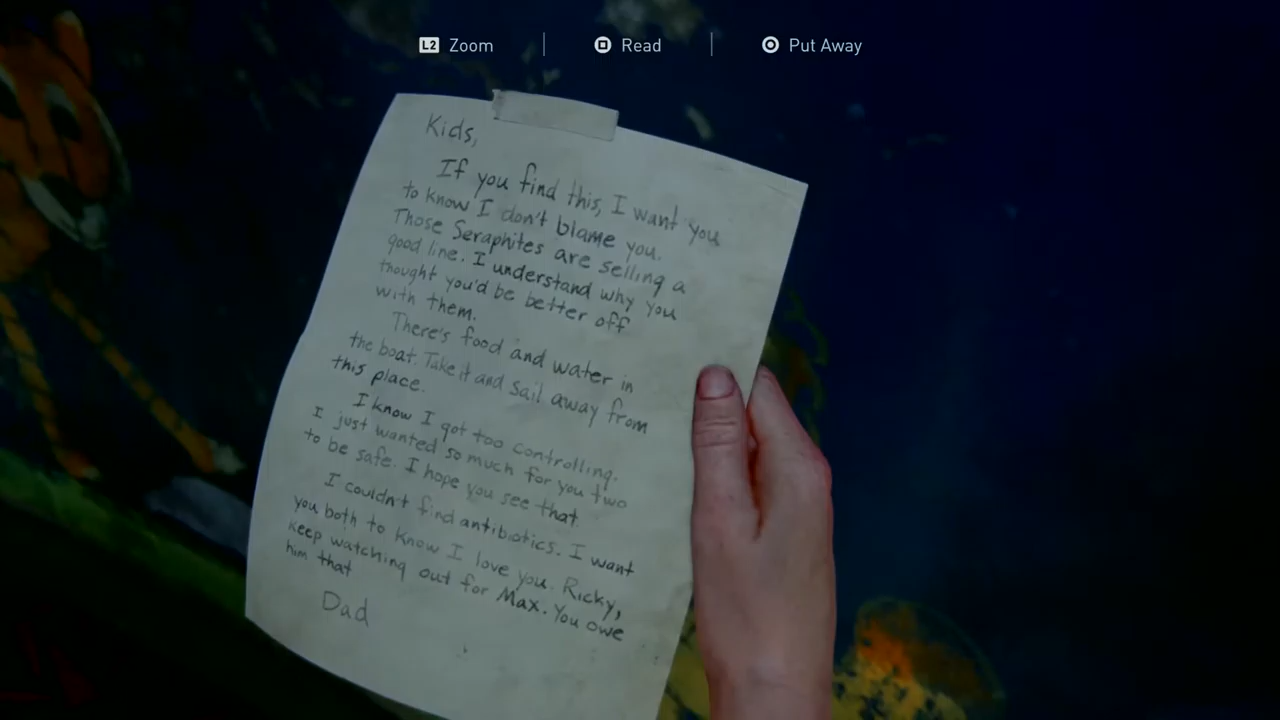 L2 Zoom | Read | Put Away
Kids,
If you find this, I want you
to know I don't blame you.
Those Seraphites are selling a
good line. I understand why you
thought you'd be better off
with them.
There's food and water in
the boat. Take it and sail away from
this place.
I know I got too controlling.
I just wanted so much for you two
to be safe. I hope you see that.
I couldn't find antibiotics. I want
you both to know I love you. Ricky,
keep watching out for Max. You owe
him that
Dad